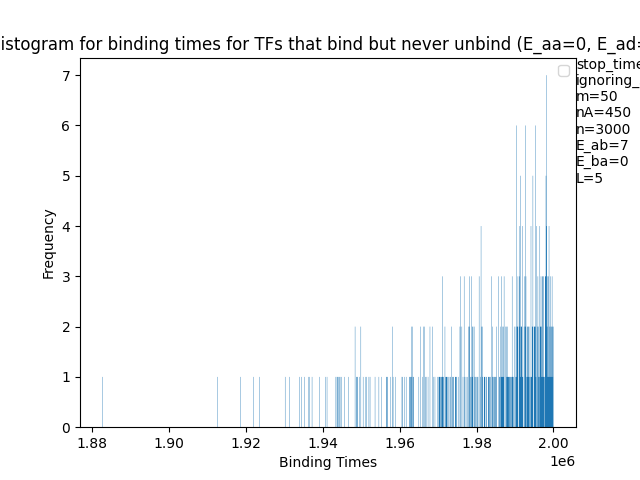 istogram for binding times for TFs that bind but never unbind (E_aa=0, E_ad=
stop_time
ignoring_
m=50
nA=450
n=3000
E_ab=7
E_ba=0
L=5
7
6
5
4
3
2
1
0
Frequency
1.88 1.90 1.92 1.94 1.96 1.98 2.00
1e6
Binding Times